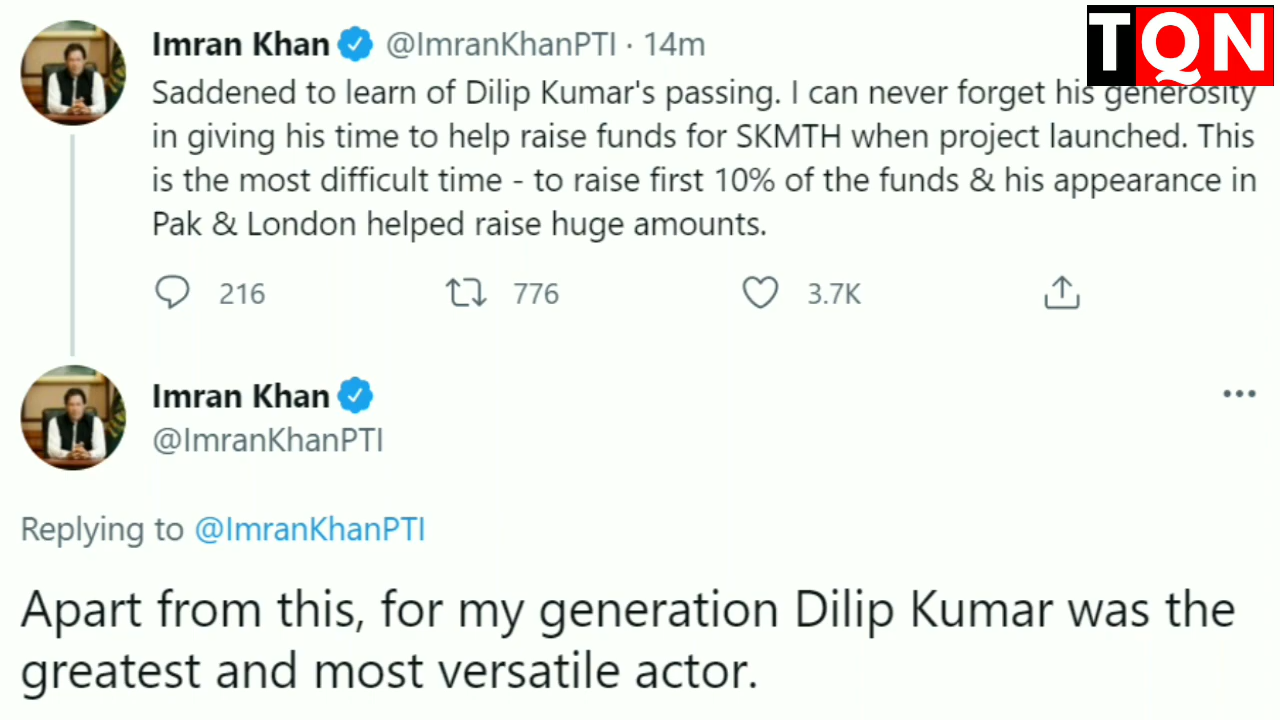 TQN
Imran Khan @ImranKhanPTI · 14m
Saddened to learn of Dilip Kumar's passing. I can never forget his generosity
in giving his time to help raise funds for SKMTH when project launched. This
is the most difficult time - to raise first 10% of the funds & his appearance in
Pak & London helped raise huge amounts.
216 776 3.7K
Imran Khan
@ImranKhanPTI
Replying to @ImranKhanPTI
Apart from this, for my generation Dilip Kumar was the
greatest and most versatile actor.